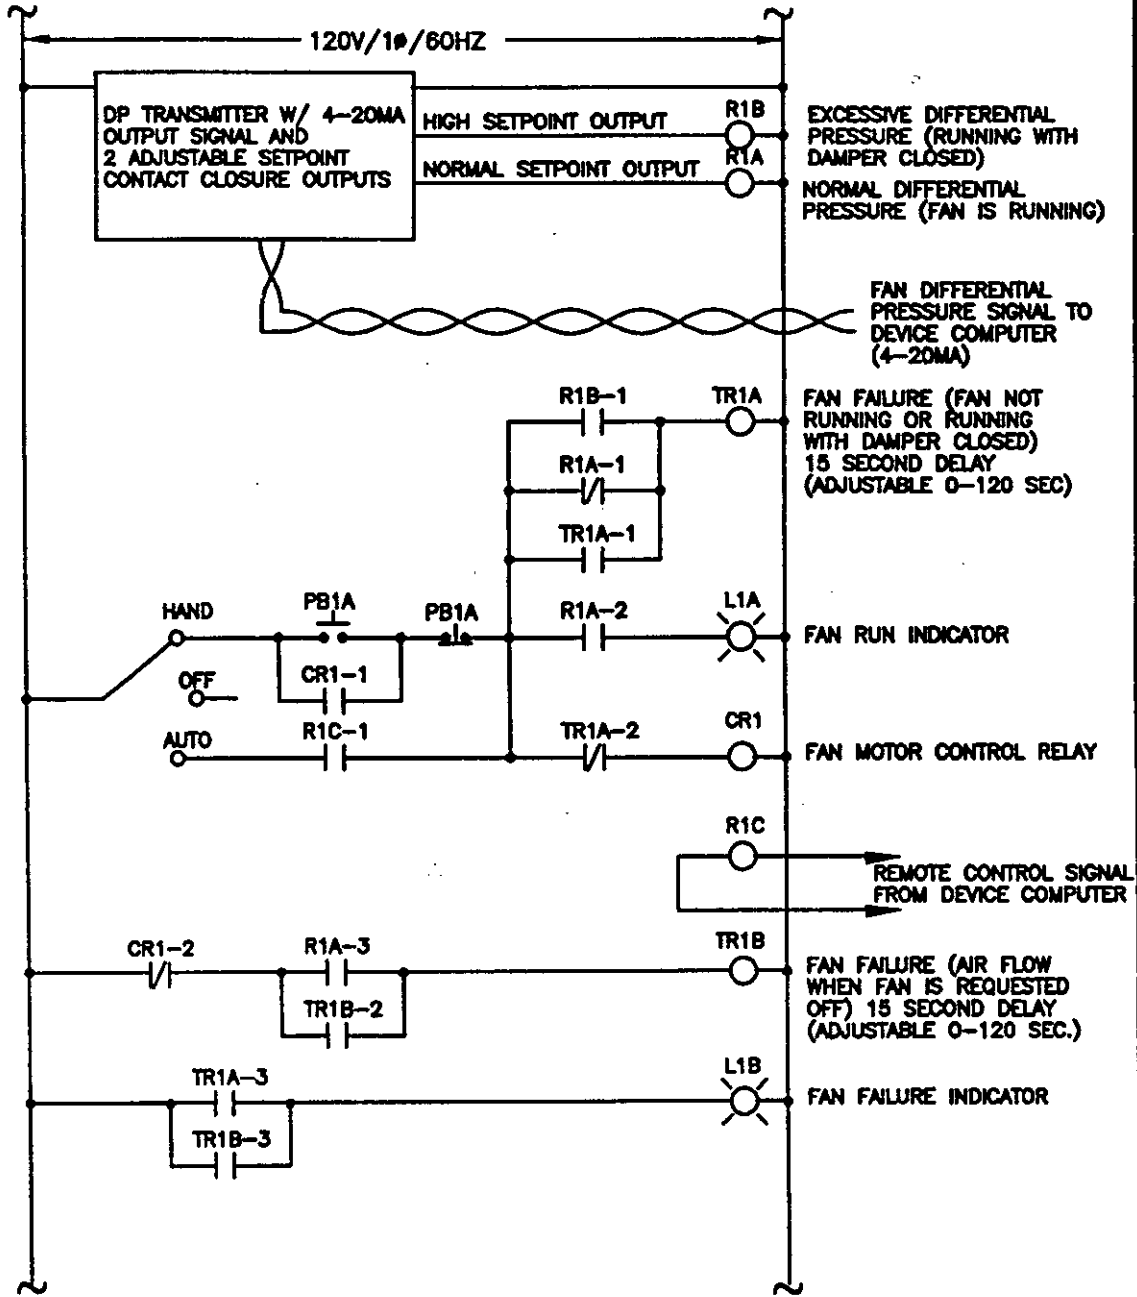 120V/1ø/60HZ
DP TRANSMITTER W/ 4-20MA
OUTPUT SIGNAL AND
2 ADJUSTABLE SETPOINT
CONTACT CLOSURE OUTPUTS
HIGH SETPOINT OUTPUT
R1B
EXCESSIVE DIFFERENTIAL
PRESSURE (RUNNING WITH
DAMPER CLOSED)
NORMAL SETPOINT OUTPUT
R1A
NORMAL DIFFERENTIAL
PRESSURE (FAN IS RUNNING)
FAN DIFFERENTIAL
PRESSURE SIGNAL TO
DEVICE COMPUTER
(4-20MA)
R1B-1
TR1A
FAN FAILURE (FAN NOT
RUNNING OR RUNNING
WITH DAMPER CLOSED)
15 SECOND DELAY
(ADJUSTABLE 0-120 SEC)
R1A-1
TR1A-1
HAND
PB1A
PB1A
R1A-2
L1A
FAN RUN INDICATOR
OFF
CR1-1
AUTO
R1C-1
TR1A-2
CR1
FAN MOTOR CONTROL RELAY
R1C
REMOTE CONTROL SIGNAL
FROM DEVICE COMPUTER
CR1-2
R1A-3
TR1B
FAN FAILURE (AIR FLOW
WHEN FAN IS REQUESTED
OFF) 15 SECOND DELAY
(ADJUSTABLE 0-120 SEC.)
TR1B-2
TR1A-3
L1B
FAN FAILURE INDICATOR
TR1B-3